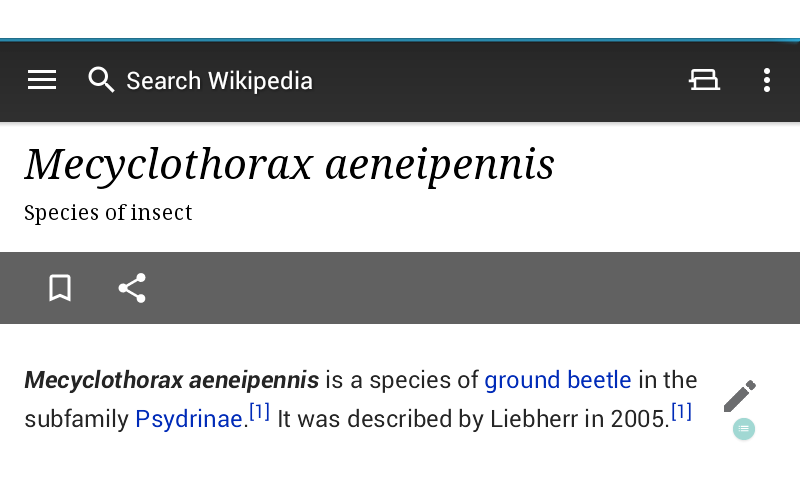 Search Wikipedia
Mecyclothorax aeneipennis
Species of insect
Mecyclothorax aeneipennis is a species of ground beetle in the
subfamily Psydrinae.[1] It was described by Liebherr in 2005.[1]